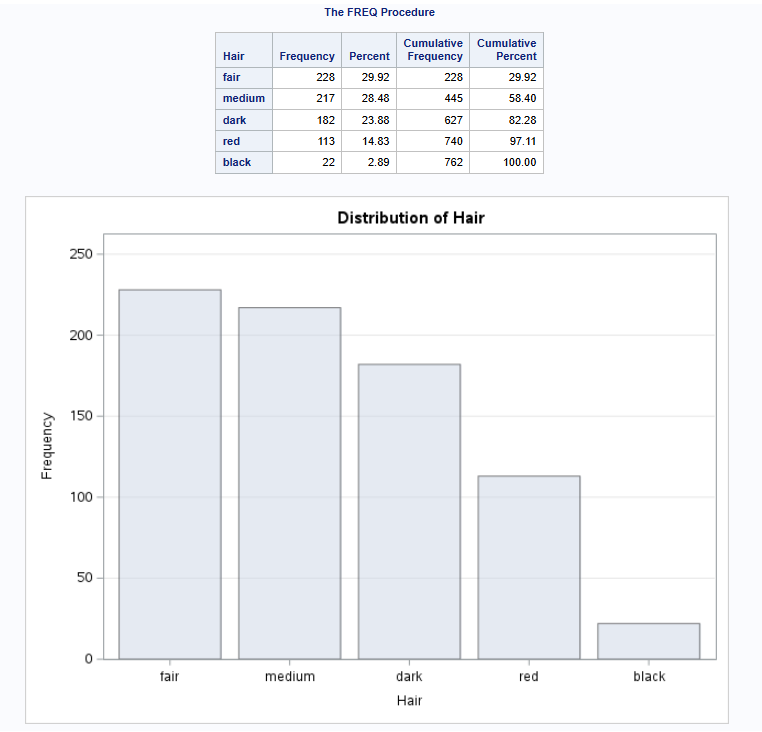 The FREQ Procedure
Hair Frequency Percent Cumulative Frequency Cumulative Percent
fair 228 29.92 228 29.92
medium 217 28.48 445 58.40
dark 182 23.88 627 82.28
red 113 14.83 740 97.11
black 22 2.89 762 100.00
Distribution of Hair
250
200
150
100
50
0
Frequency
fair medium dark red black
Hair